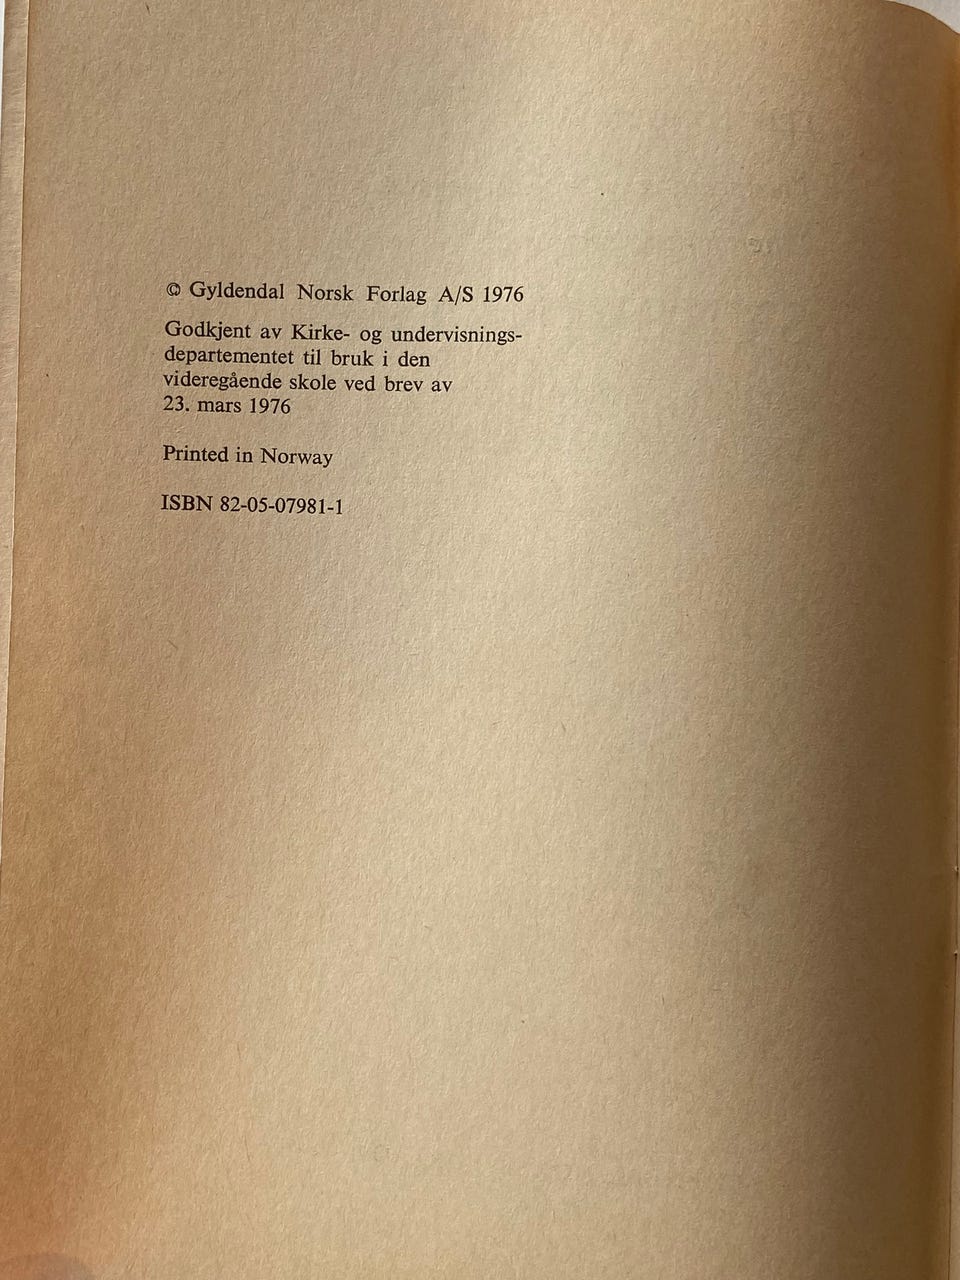 © Gyldendal Norsk Forlag A/S 1976
Godkjent av Kirke- og undervisnings-
departementet til bruk i den
videregående skole ved brev av
23. mars 1976
Printed in Norway
ISBN 82-05-07981-1